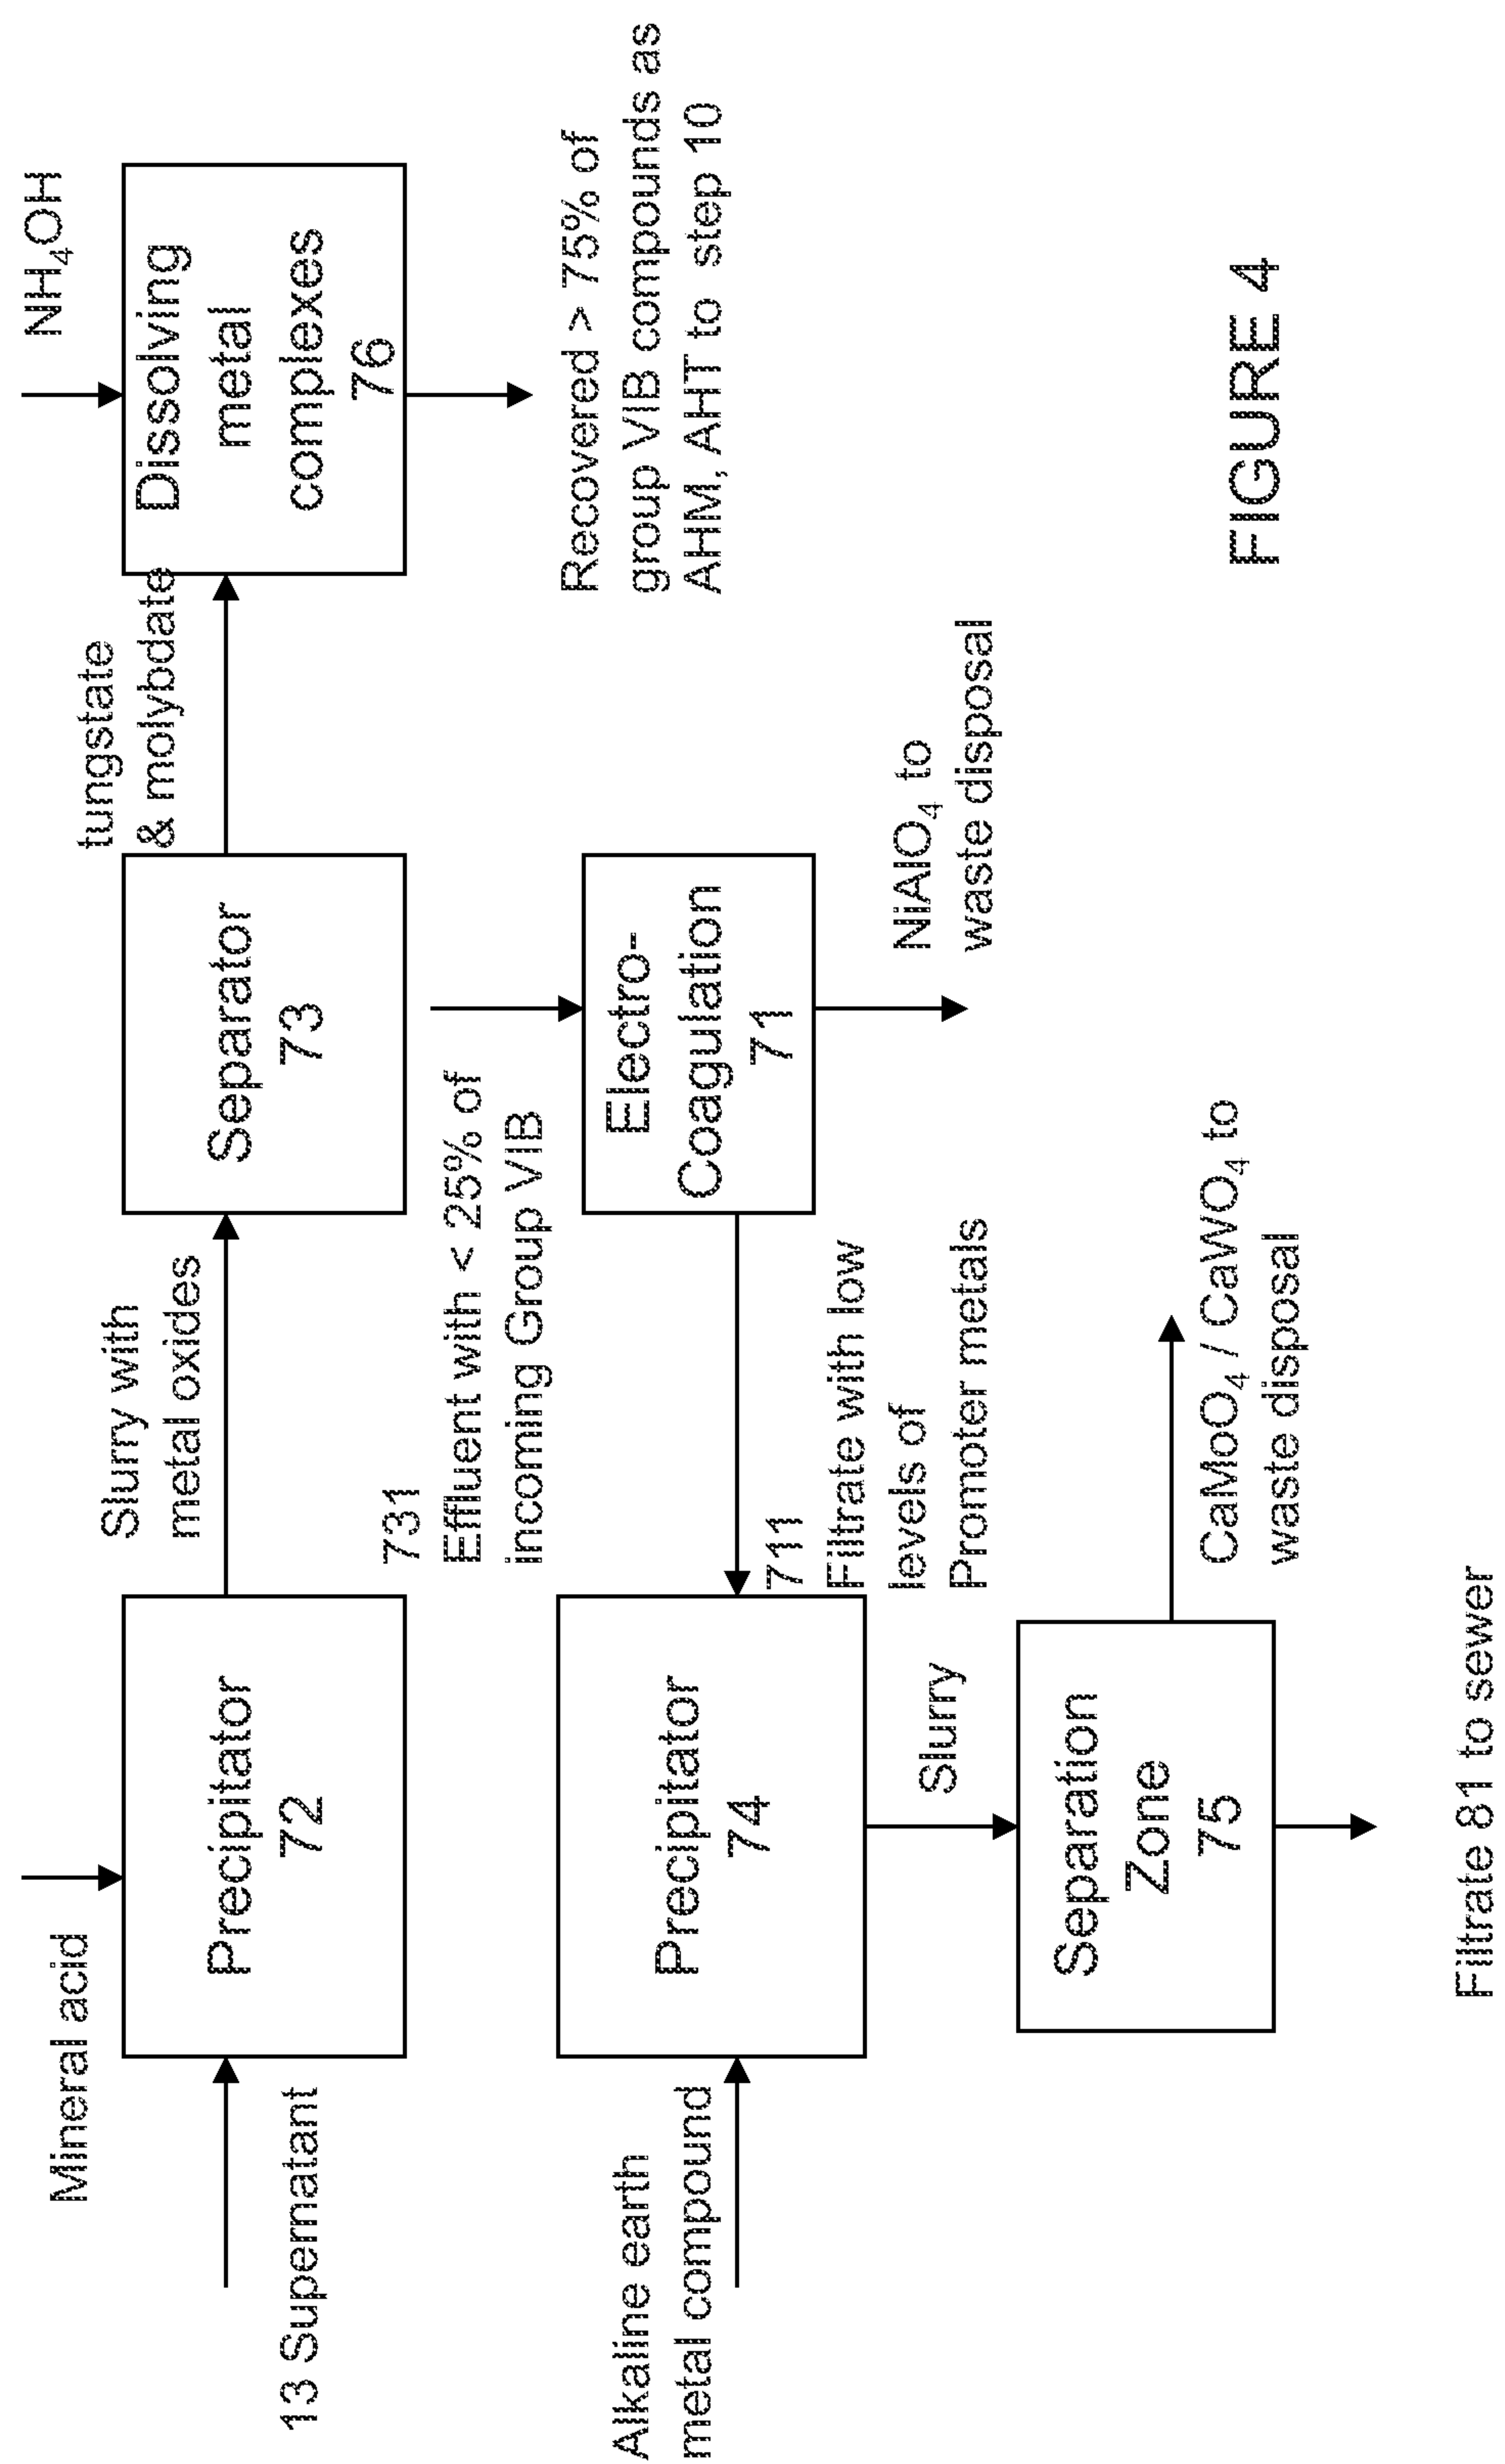 Mineral acid
NH4OH
13 Supernatant
Precipitator
72
Slurry with
metal oxides
Separator
73
tungstate
& molybdate
Dissolving
metal
complexes
76
Recovered > 75% of
group VIB compounds as
AHM, AHT to step 10
731
Effluent with < 25% of
incoming Group VIB
Alkaline earth
metal compound
Precipitator
74
711
Filtrate with low
levels of
Promoter metals
Electro-
Coagulation
71
NiAlO4 to
waste disposal
Slurry
Separation
Zone
75
CaMoO4 / CaWO4 to
waste disposal
Filtrate 81 to sewer
FIGURE 4